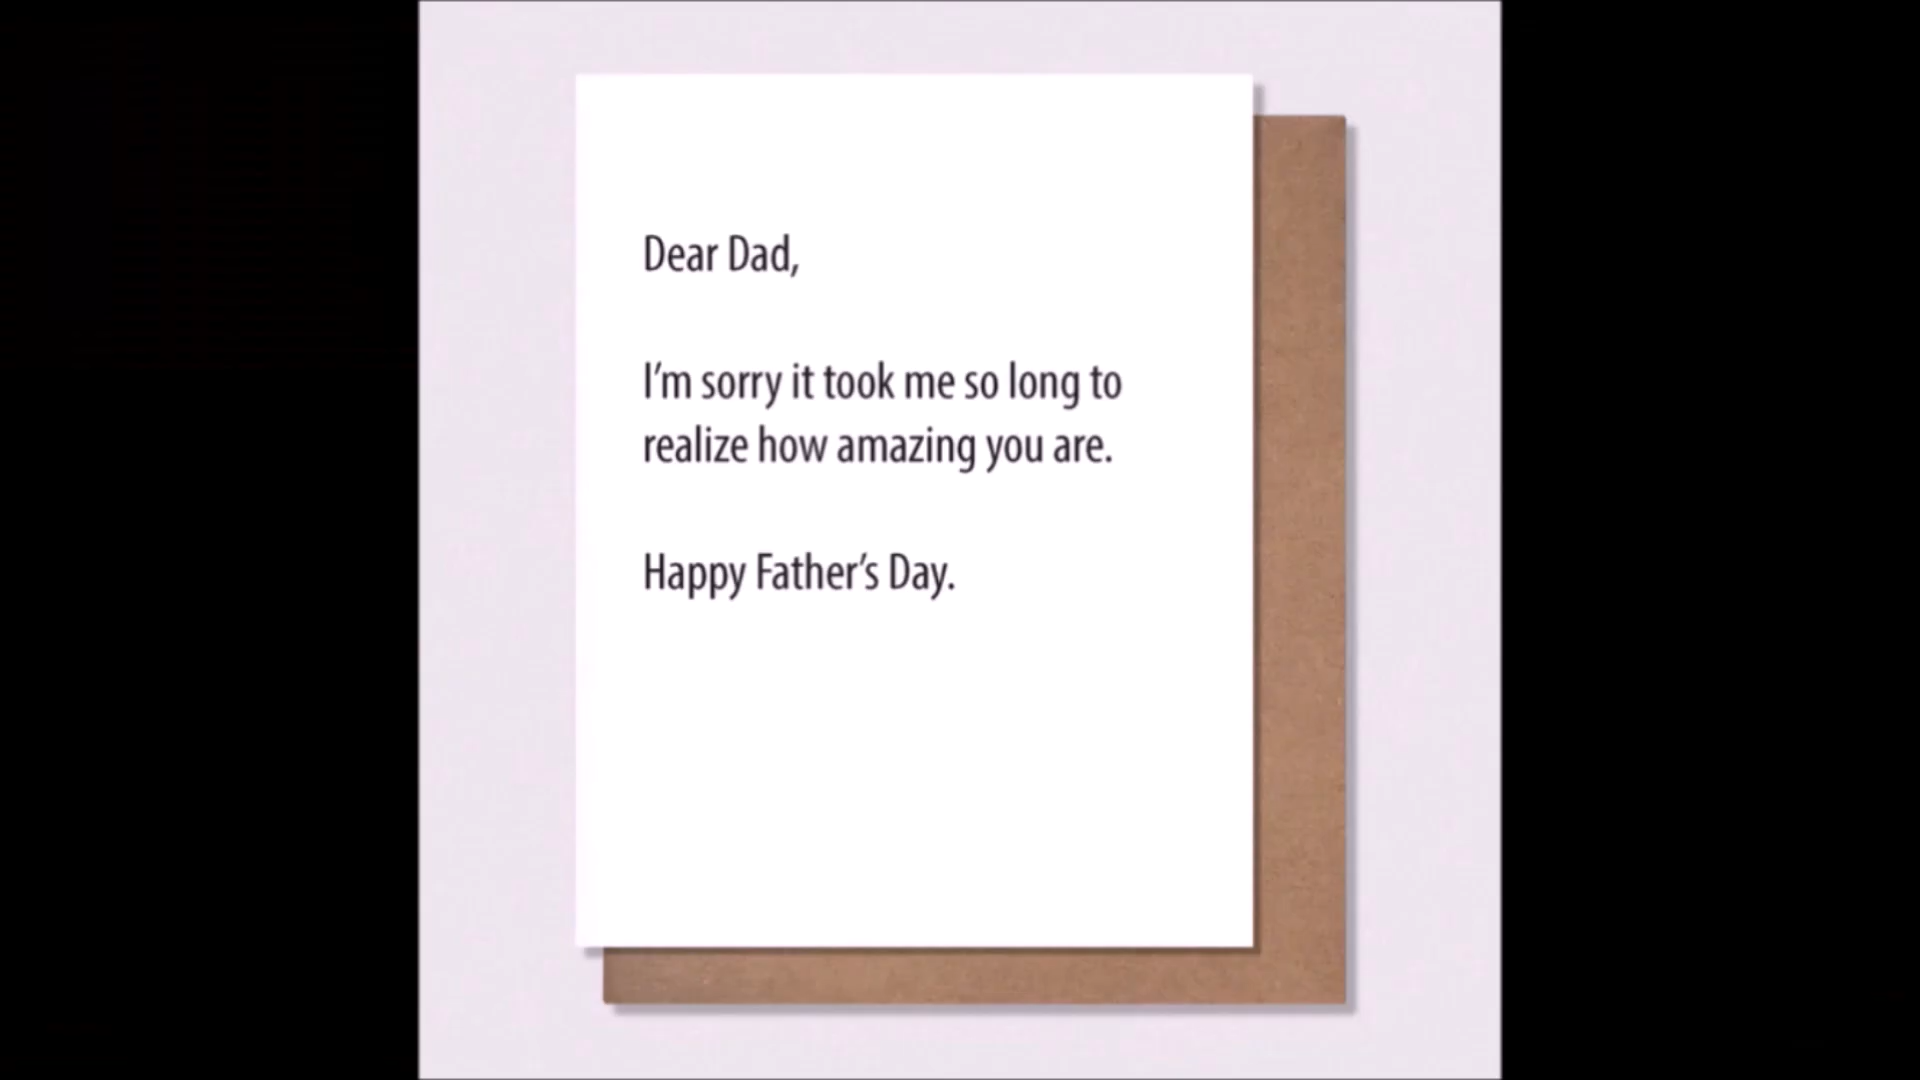 Dear Dad,
I’m sorry it took me so long to
realize how amazing you are.
Happy Father’s Day.